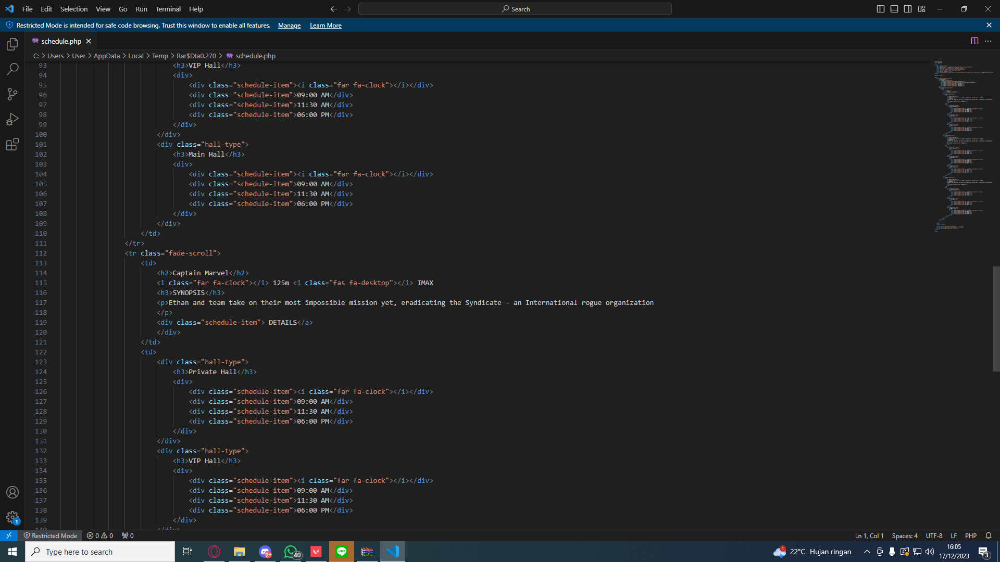 File Edit Selection View Go Run Terminal Help
Search
Restricted Mode is intended for safe code browsing. Trust this window to enable all features. Manage Learn More
schedule.php
C: > Users > User > AppData > Local > Temp > Rar$DIa0.270 > schedule.php
93 <h3>VIP Hall</h3>
94 <div>
95 <div class="schedule-item"><i class="far fa-clock"></i></div>
96 <div class="schedule-item">09:00 AM</div>
97 <div class="schedule-item">11:30 AM</div>
98 <div class="schedule-item">06:00 PM</div>
99 </div>
100 </div>
101 <div class="hall-type">
102 <h3>Main Hall</h3>
103 <div>
104 <div class="schedule-item"><i class="far fa-clock"></i></div>
105 <div class="schedule-item">09:00 AM</div>
106 <div class="schedule-item">11:30 AM</div>
107 <div class="schedule-item">06:00 PM</div>
108 </div>
109 </div>
110 </td>
111 </tr>
112 <tr class="fade-scroll">
113 <td>
114 <h2>Captain Marvel</h2>
115 <i class="far fa-clock"></i> 125m <i class="fas fa-desktop"></i> IMAX
116 <h3>SYNOPSIS</h3>
117 <p>Ethan and team take on their most impossible mission yet, eradicating the Syndicate - an International rogue organization
118 </p>
119 <div class="schedule-item"> DETAILS</a>
120 </div>
121 </td>
122 <td>
123 <div class="hall-type">
124 <h3>Private Hall</h3>
125 <div>
126 <div class="schedule-item"><i class="far fa-clock"></i></div>
127 <div class="schedule-item">09:00 AM</div>
128 <div class="schedule-item">11:30 AM</div>
129 <div class="schedule-item">06:00 PM</div>
130 </div>
131 </div>
132 <div class="hall-type">
133 <h3>VIP Hall</h3>
134 <div>
135 <div class="schedule-item"><i class="far fa-clock"></i></div>
136 <div class="schedule-item">09:00 AM</div>
137 <div class="schedule-item">11:30 AM</div>
138 <div class="schedule-item">06:00 PM</div>
139 </div>
140 </div>
1
Restricted Mode 0 0 0 Ln 1, Col 1 Spaces: 4 UTF-8 LF PHP
Type here to search
9+
40
LINE
1
22°C Hujan ringan
16:05
17/12/2023
3